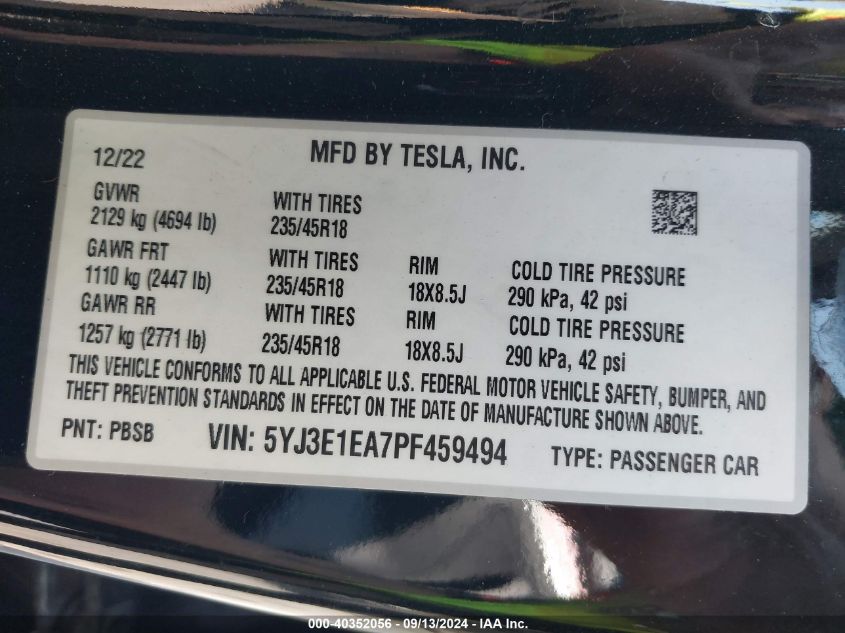 12/22 MFD BY TESLA, INC.
GVWR WITH TIRES
2129 kg (4694 lb) 235/45R18
GAWR FRT WITH TIRES RIM COLD TIRE PRESSURE
1110 kg (2447 lb) 235/45R18 18X8.5J 290 kPa, 42 psi
GAWR RR WITH TIRES RIM COLD TIRE PRESSURE
1257 kg (2771 lb) 235/45R18 18X8.5J 290 kPa, 42 psi
THIS VEHICLE CONFORMS TO ALL APPLICABLE U.S. FEDERAL MOTOR VEHICLE SAFETY, BUMPER, AND
THEFT PREVENTION STANDARDS IN EFFECT ON THE DATE OF MANUFACTURE SHOWN ABOVE.
PNT: PBSB VIN: 5YJ3E1EA7PF459494 TYPE: PASSENGER CAR
000-40352056 - 09/13/2024 - IAAI Inc.